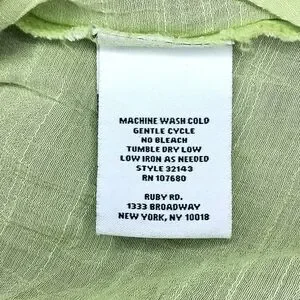 MACHINE WASH COLD
GENTLE CYCLE
NO BLEACH
TUMBLE DRY LOW
LOW IRON AS NEEDED
STYLE 32143
RN 107680
RUBY RD.
1333 BROADWAY
NEW YORK, NY 10018